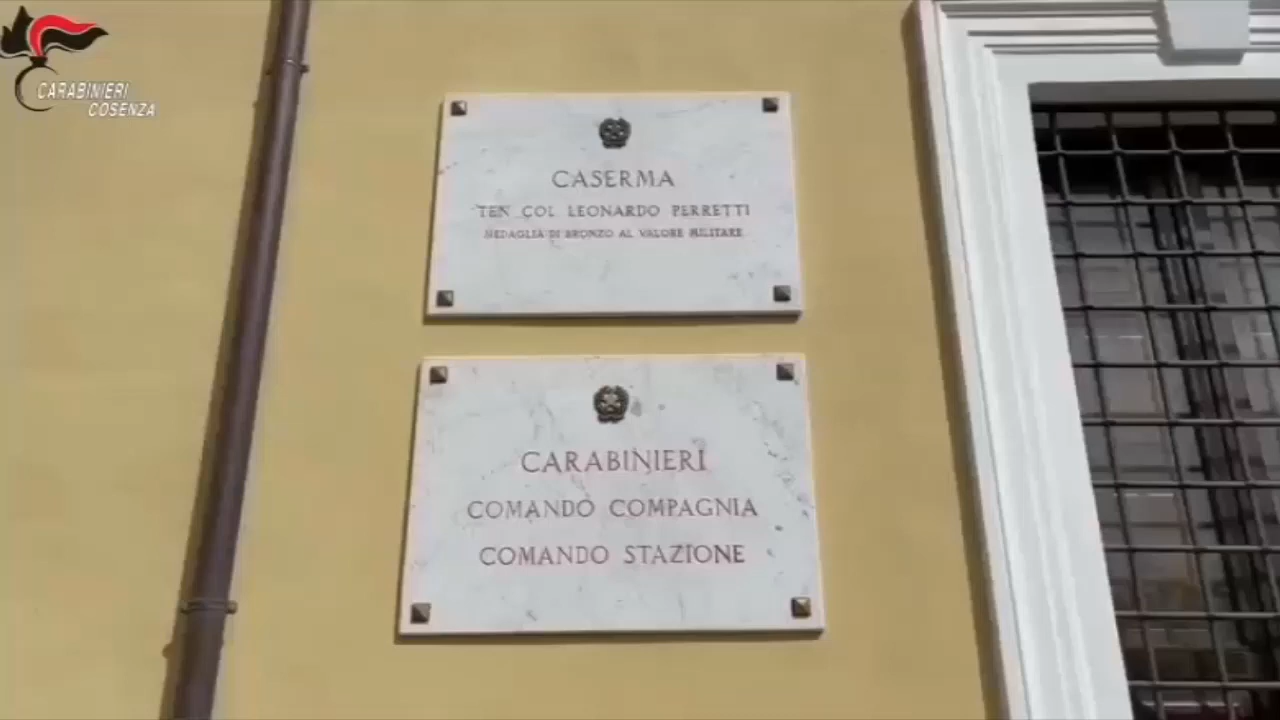 CARABINIERI
COSENZA
CASERMA
TEN COL LEONARDO PERRETTI
MEDAGLIA DI BRONZO AL VALORE MILITARE
CARABINIERI
COMANDO COMPAGNIA
COMANDO STAZIONE